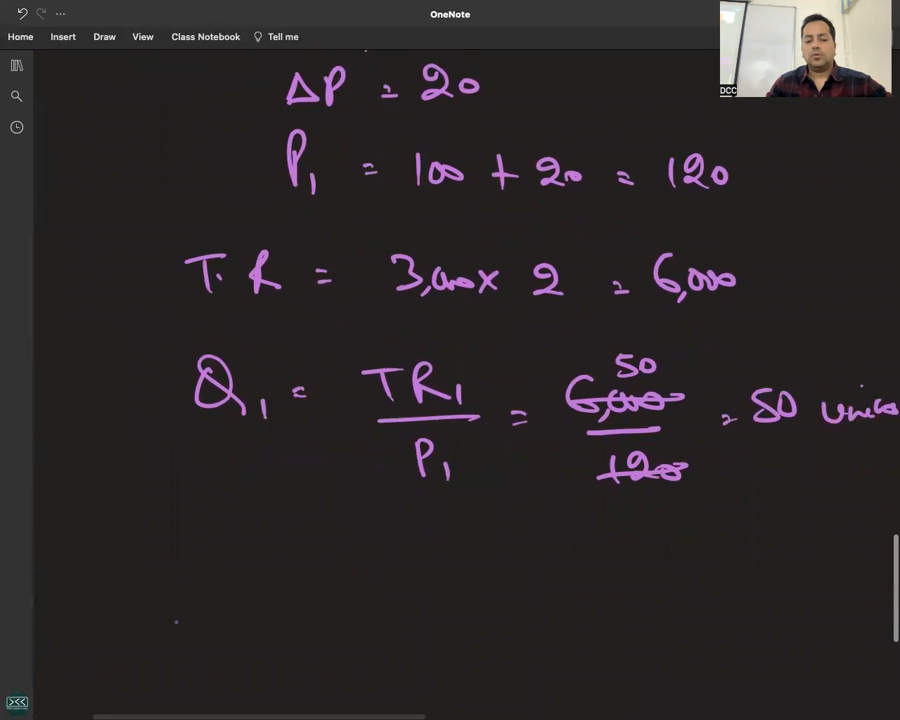 OneNote
Home Insert Draw View Class Notebook Tell me
DCC
ΔP = 20
P₁ = 100 + 20 = 120
T.R = 3,000 × 2 = 6,000
Q₁ = TR₁ / P₁ = 6,000 / 120 = 50 units
50